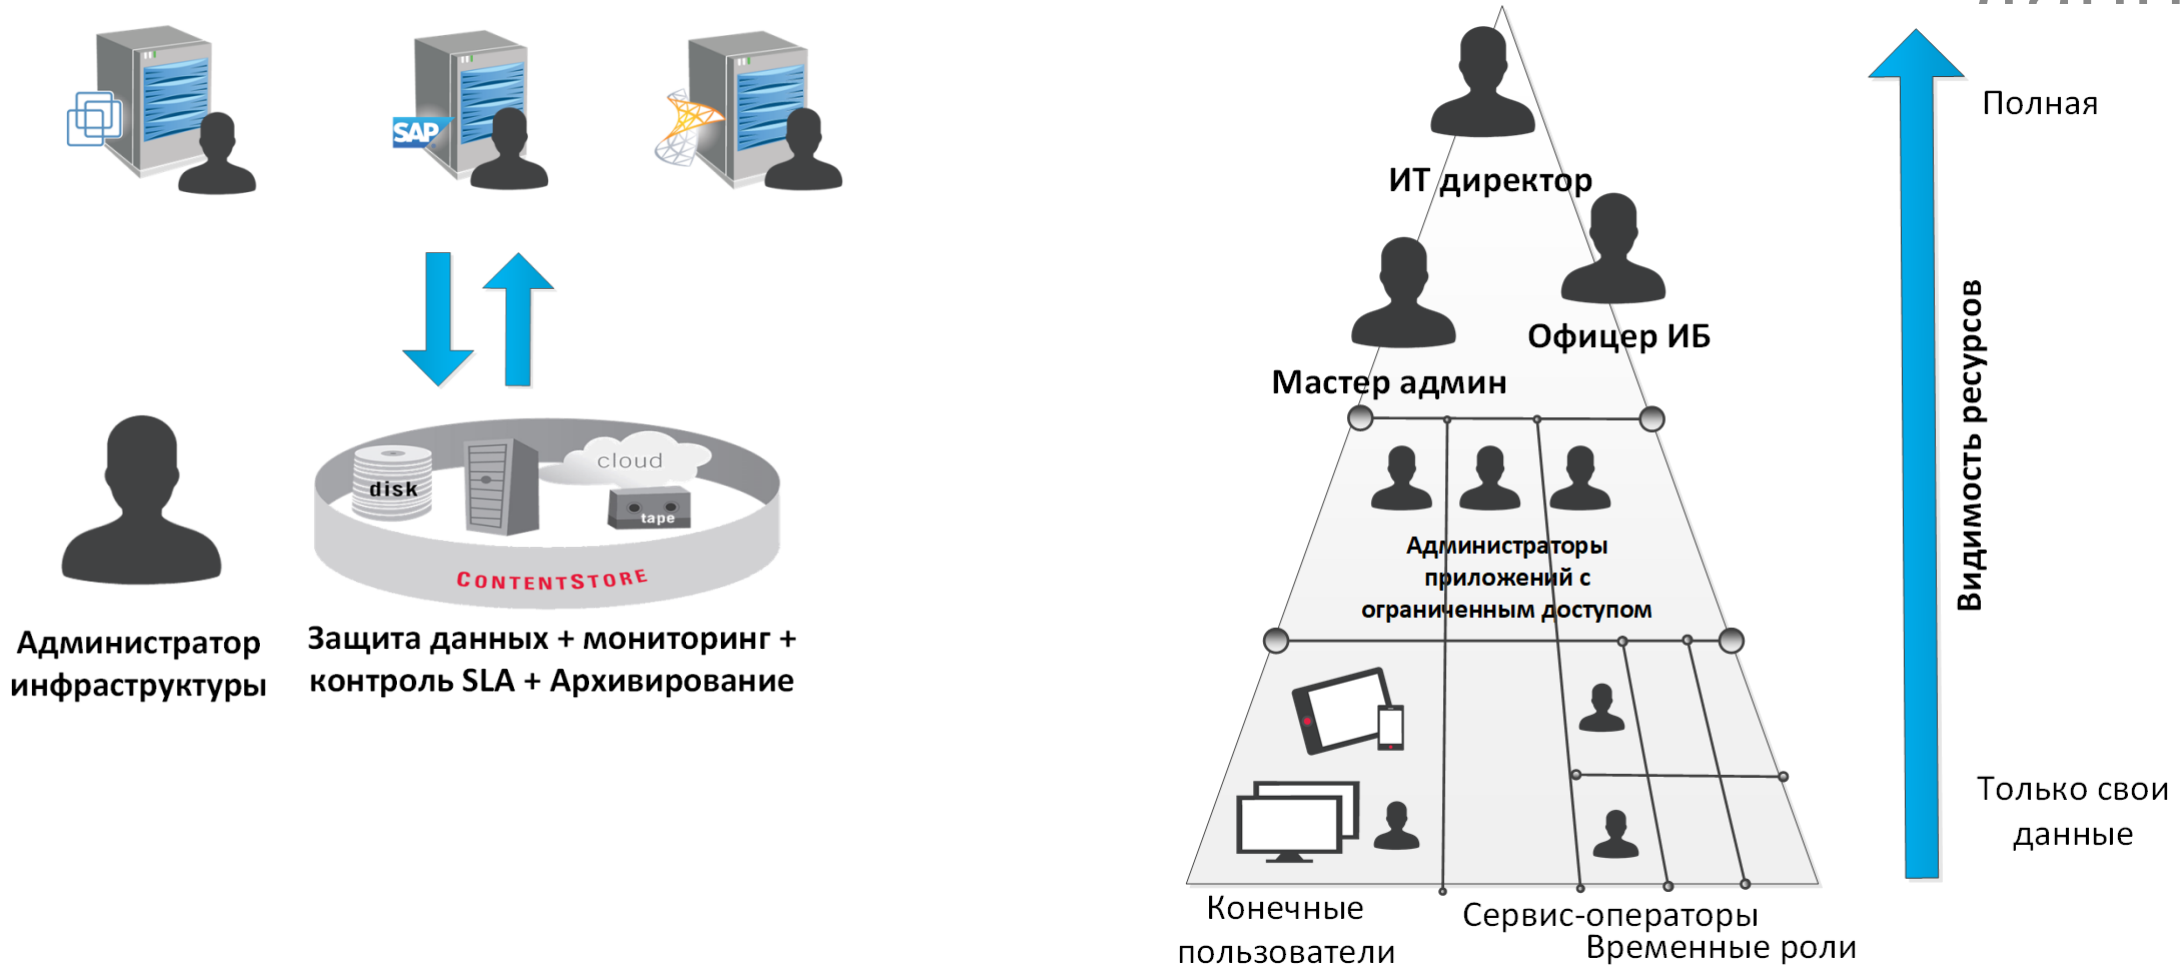 SAP
disk
cloud
tape
CONTENTSTORE
Администратор
инфраструктуры
Защита данных + мониторинг +
контроль SLA + Архивирование
ИТ директор
Офицер ИБ
Мастер админ
Администраторы
приложений с
ограниченным доступом
Конечные
пользователи
Сервис-операторы
Временные роли
Видимость ресурсов
Полная
Только свои
данные